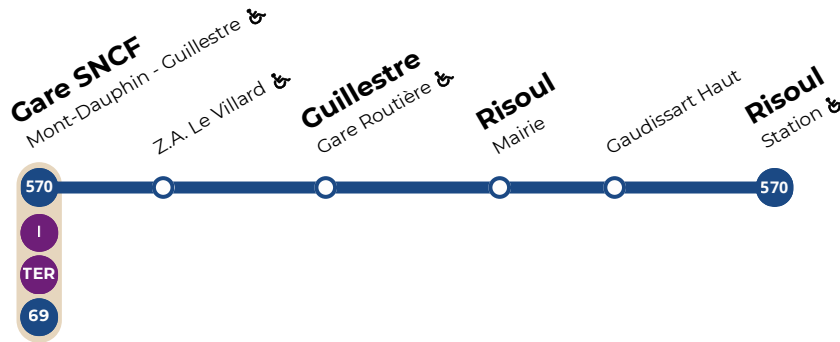 Gare SNCF
Mont-Dauphin - Guillestre
Z.A. Le Villard
Guillestre
Gare Routière
Risoul
Mairie
Gaudissart Haut
Risoul
Station
570
570
I
TER
69